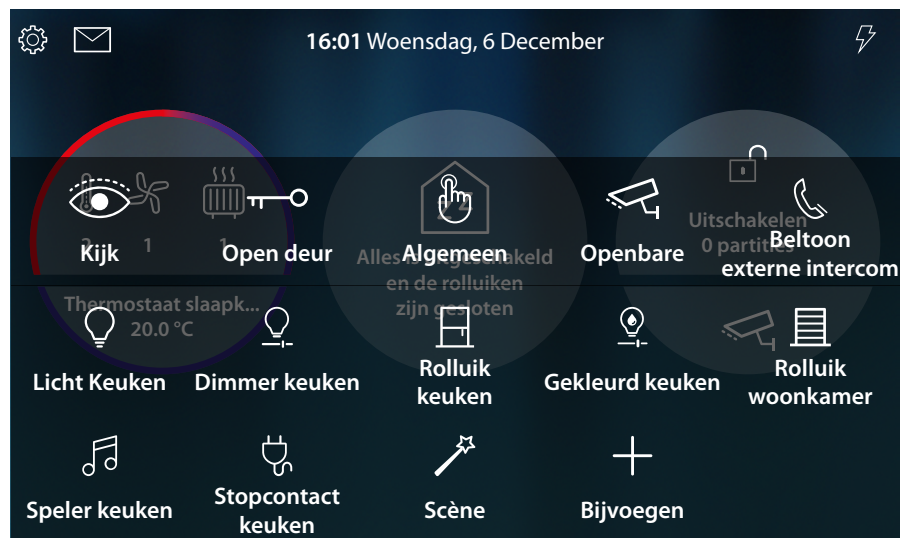 16:01 Woensdag, 6 December
Kijk
Open deur
Algemeen
Openbare
Beltoon
externe intercom
1
Alles is uitgeschakeld
en de rolluiken
zijn gesloten
Uitschakelen
0 partities
Thermostaat slaapk...
20.0 °C
Licht Keuken
Dimmer keuken
Rolluik
keuken
Gekleurd keuken
Rolluik
woonkamer
Speler keuken
Stopcontact
keuken
Scène
Bijvoegen